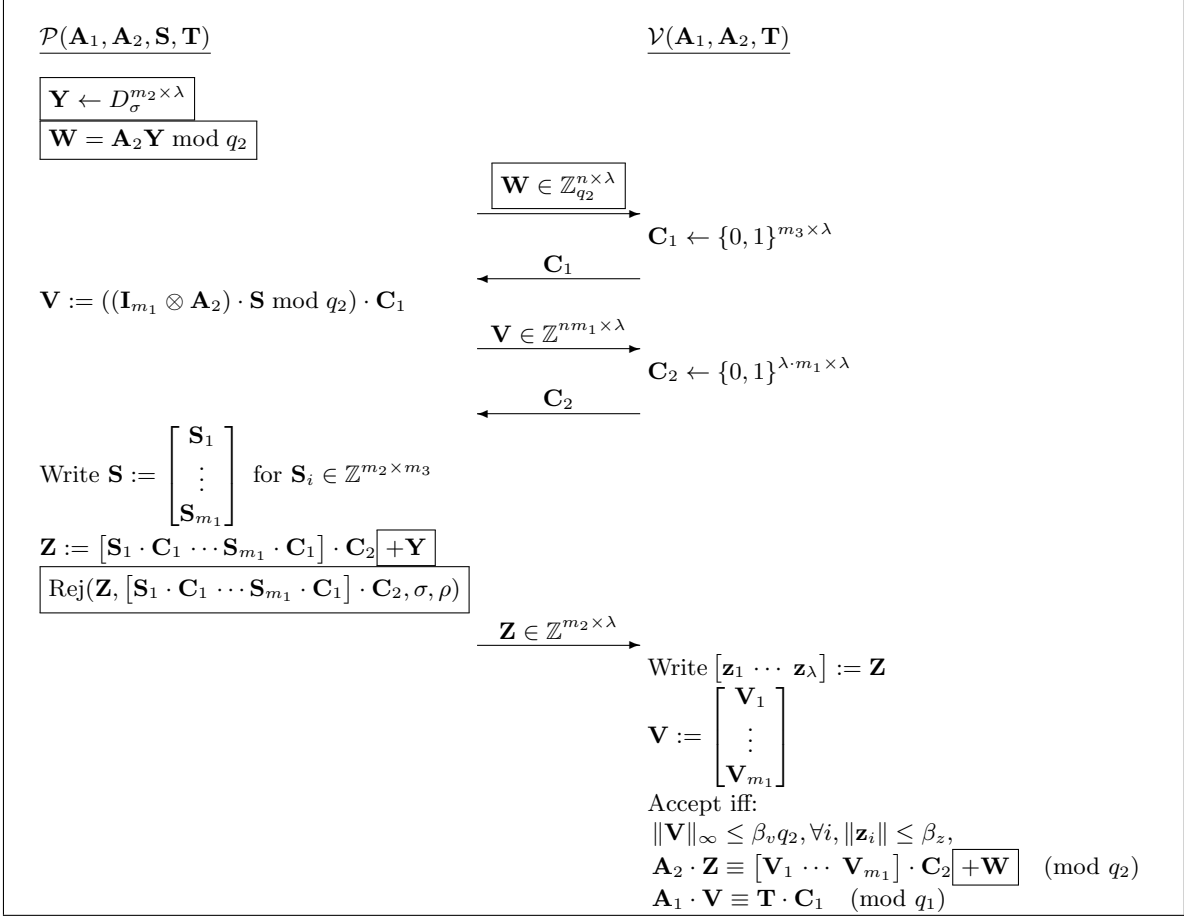 𝒫(𝐀₁, 𝐀₂, 𝐒, 𝐓) 𝒱(𝐀₁, 𝐀₂, 𝐓)
𝐘 ← D_σ^{m₂×λ}
𝐖 = 𝐀₂𝐘 mod q₂
𝐖 ∈ ℤ_{q₂}^{n×λ}
𝐂₁ ← {0, 1}^{m₃×λ}
𝐂₁
𝐕 := ((𝐈_{m₁} ⊗ 𝐀₂) · 𝐒 mod q₂) · 𝐂₁
𝐕 ∈ ℤ^{nm₁×λ}
𝐂₂ ← {0, 1}^{λ·m₁×λ}
𝐂₂
Write 𝐒 := [𝐒₁ ⋮ 𝐒_{m₁}] for 𝐒ᵢ ∈ ℤ^{m₂×m₃}
𝐙 := [𝐒₁ · 𝐂₁ ⋯ 𝐒_{m₁} · 𝐂₁] · 𝐂₂ +𝐘
Rej(𝐙, [𝐒₁ · 𝐂₁ ⋯ 𝐒_{m₁} · 𝐂₁] · 𝐂₂, σ, ρ)
𝐙 ∈ ℤ^{m₂×λ}
Write [𝐳₁ ⋯ 𝐳_λ] := 𝐙
𝐕 := [𝐕₁ ⋮ 𝐕_{m₁}]
Accept iff:
‖𝐕‖_∞ ≤ β_v q₂, ∀i, ‖𝐳ᵢ‖ ≤ β_z,
𝐀₂ · 𝐙 ≡ [𝐕₁ ⋯ 𝐕_{m₁}] · 𝐂₂ +𝐖 (mod q₂)
𝐀₁ · 𝐕 ≡ 𝐓 · 𝐂₁ (mod q₁)